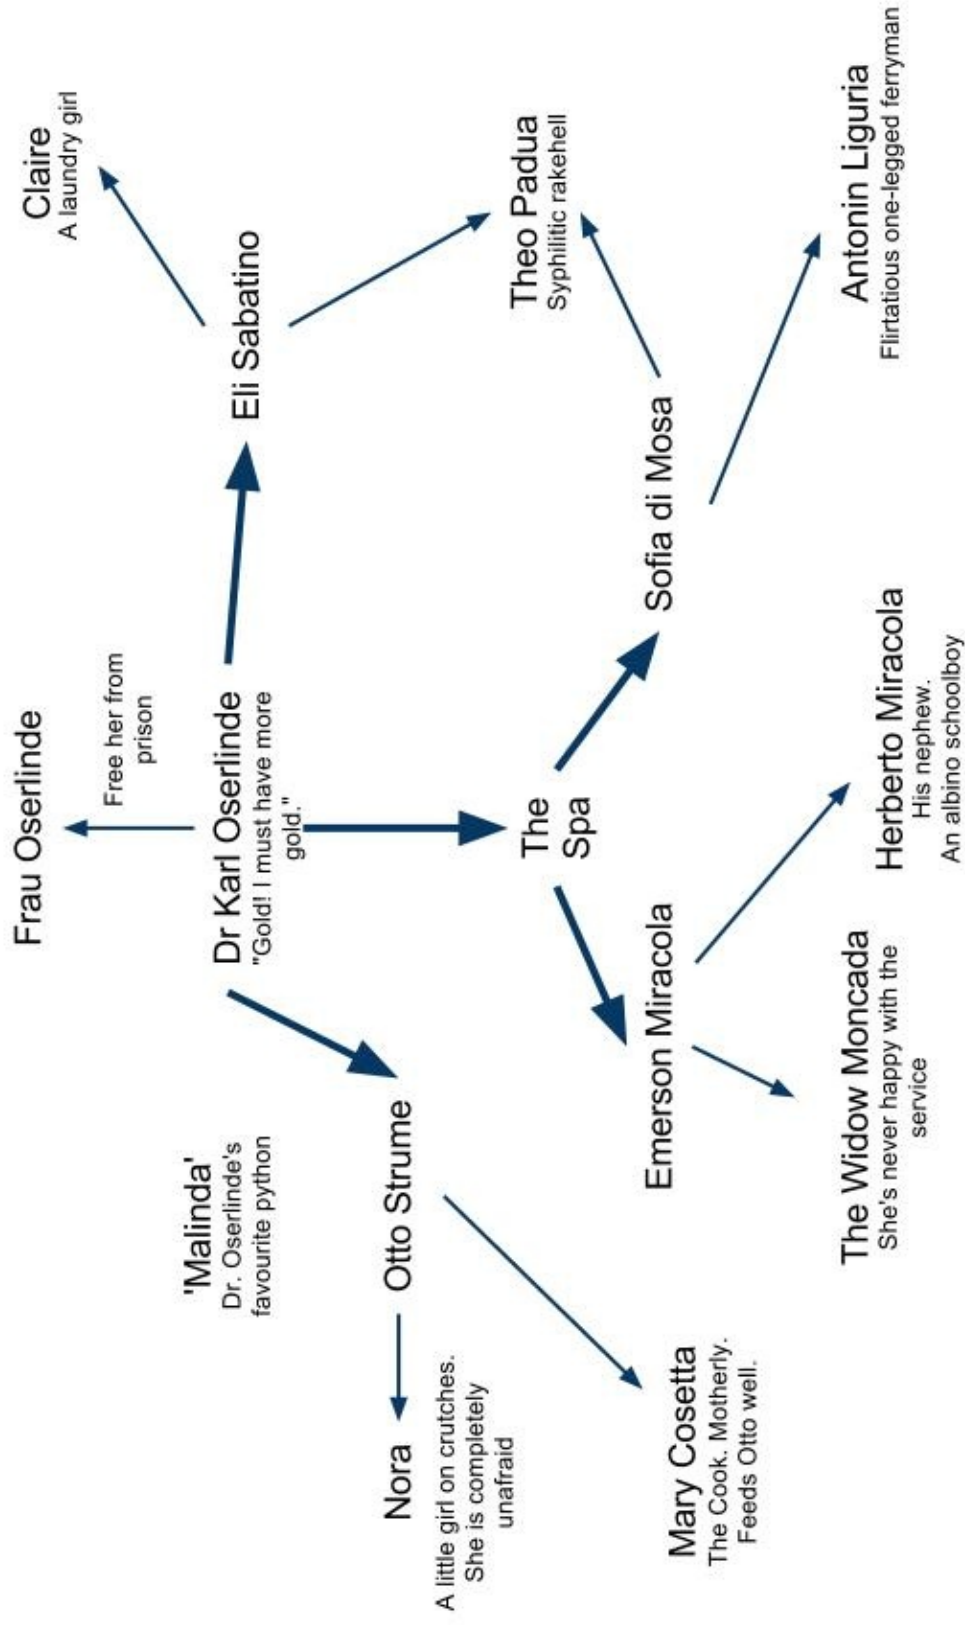 Frau Oserlinde
Free her from
prison
Claire
A laundry girl
'Malinda'
Dr. Oserlinde's
favourite python
Dr Karl Oserlinde
"Gold! I must have more
gold."
Eli Sabatino
Nora
A little girl on crutches.
She is completely
unafraid
Otto Strume
The
Spa
Theo Padua
Syphilitic rakehell
Mary Cosetta
The Cook. Motherly.
Feeds Otto well.
Emerson Miracola
Sofia di Mosa
The Widow Moncada
She's never happy with the
service
Herberto Miracola
His nephew.
An albino schoolboy
Antonin Liguria
Flirtatious one-legged ferryman